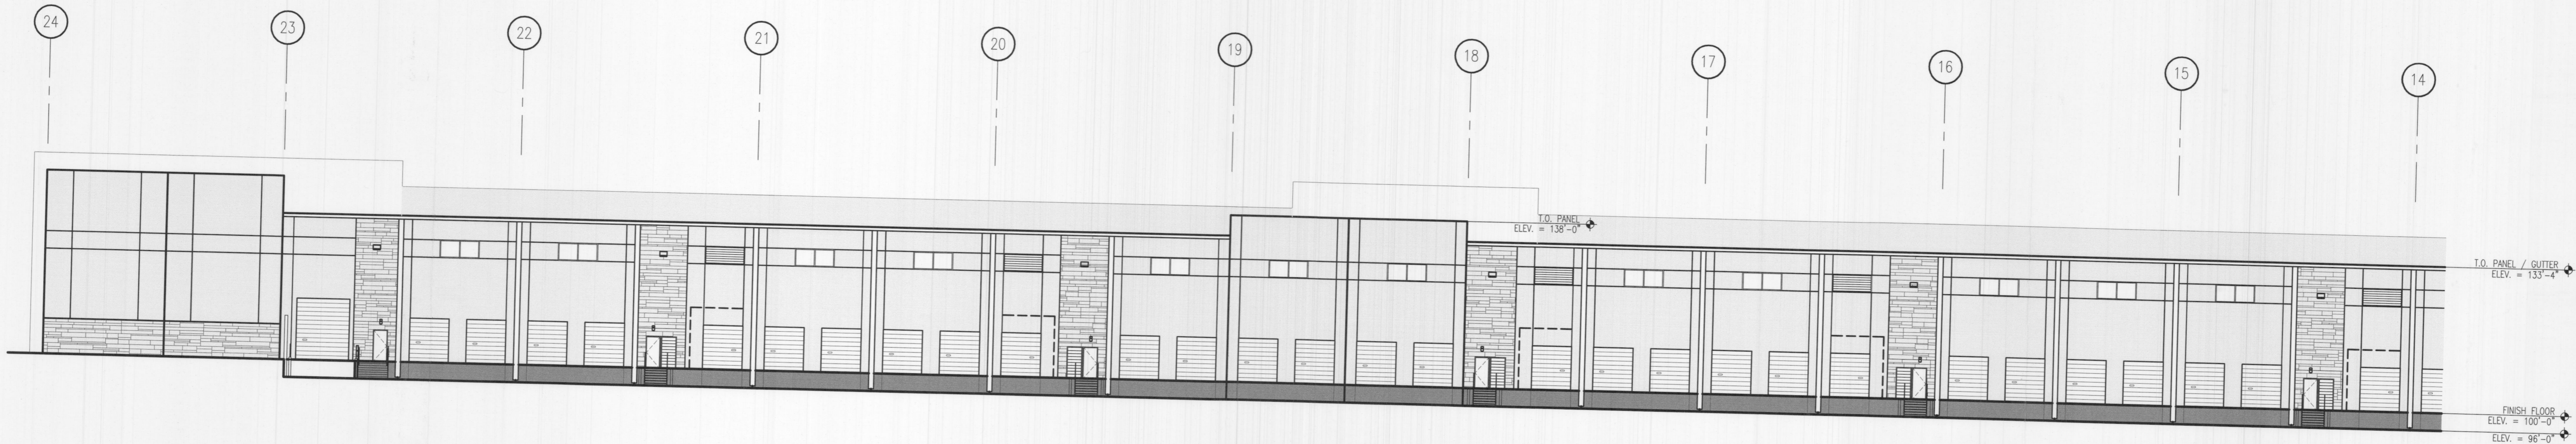 24
23
22
21
20
19
18
17
16
15
14
T.O. PANEL
ELEV. = 138'-0"
T.O. PANEL / GUTTER
ELEV. = 133'-4"
FINISH FLOOR
ELEV. = 100'-0"
ELEV. = 96'-0"